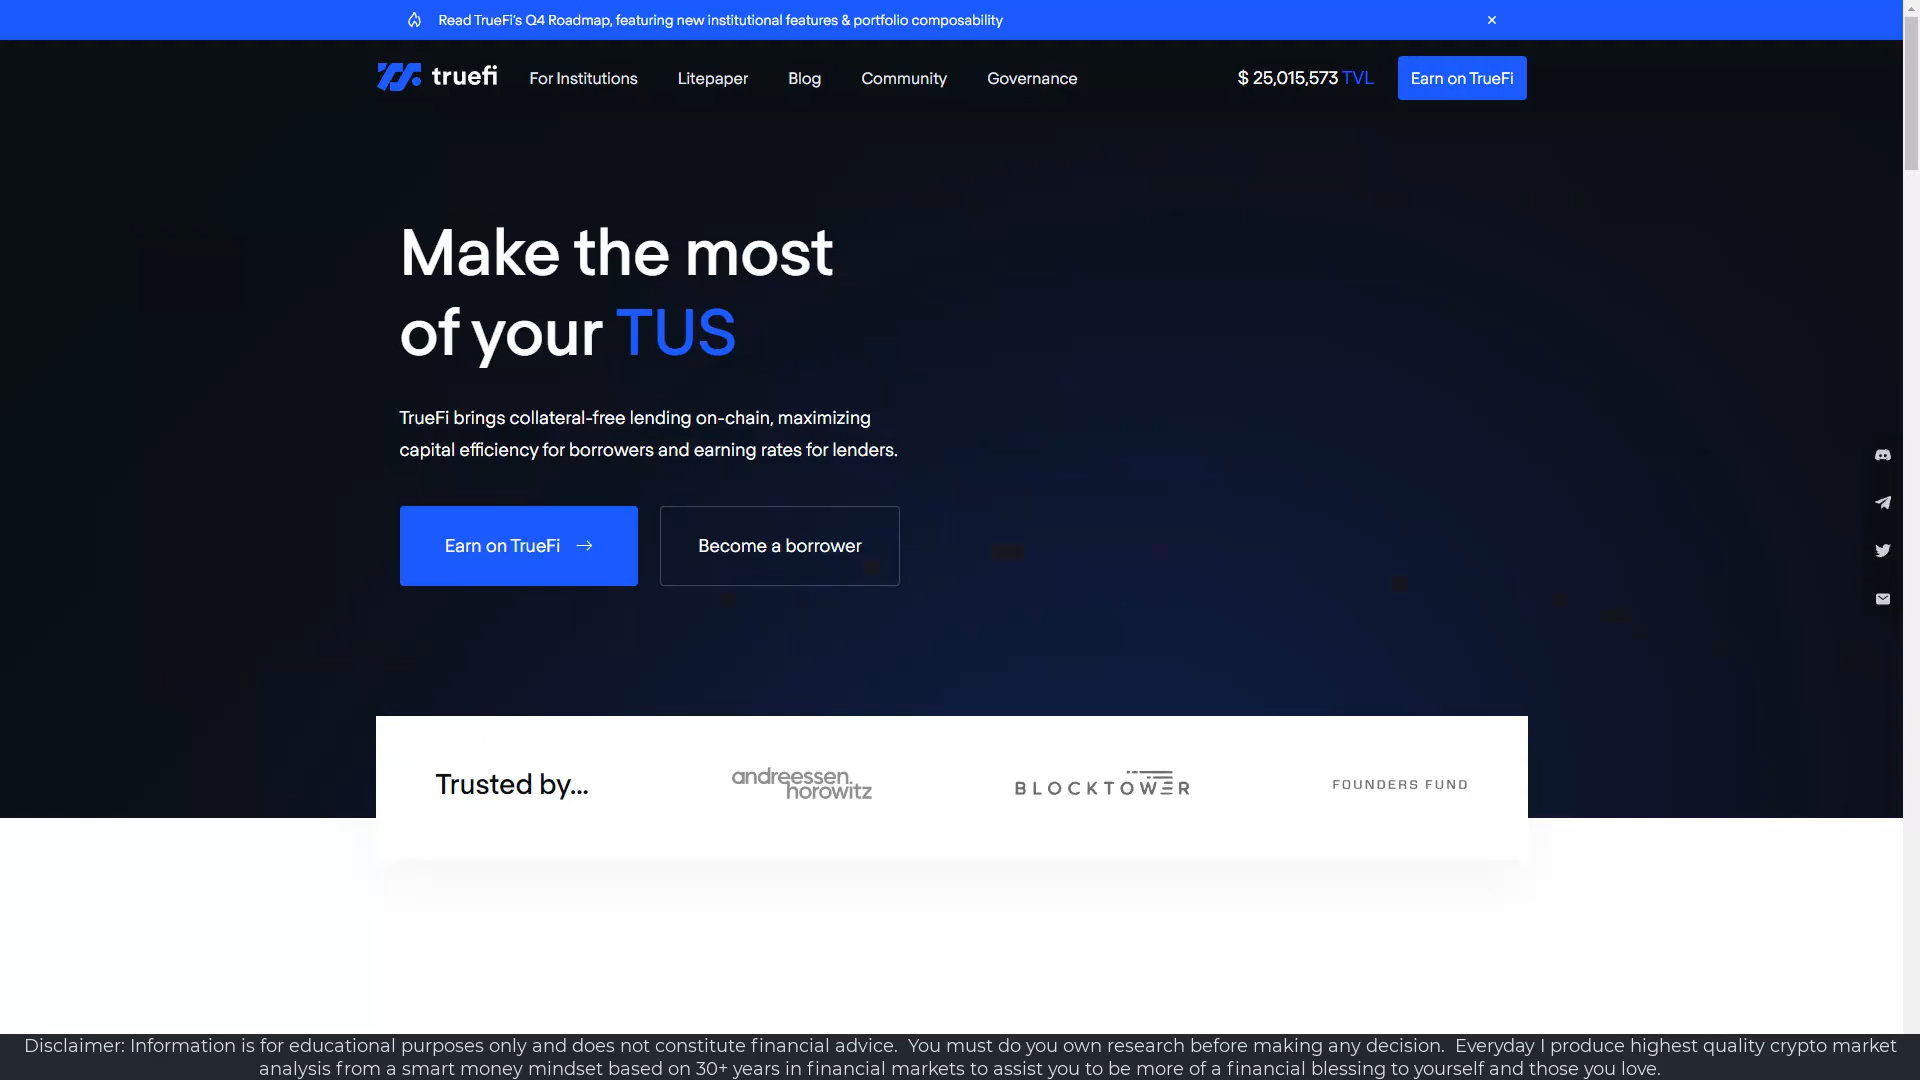 Read TrueFi's Q4 Roadmap, featuring new institutional features & portfolio composability
truefi For Institutions Litepaper Blog Community Governance $ 25,015,573 TVL Earn on TrueFi
Make the most
of your TUS
TrueFi brings collateral-free lending on-chain, maximizing
capital efficiency for borrowers and earning rates for lenders.
Earn on TrueFi → Become a borrower
Trusted by... andreessen. horowitz BLOCKTOWER FOUNDERS FUND
Disclaimer: Information is for educational purposes only and does not constitute financial advice.  You must do you own research before making any decision.  Everyday I produce highest quality crypto market
analysis from a smart money mindset based on 30+ years in financial markets to assist you to be more of a financial blessing to yourself and those you love.